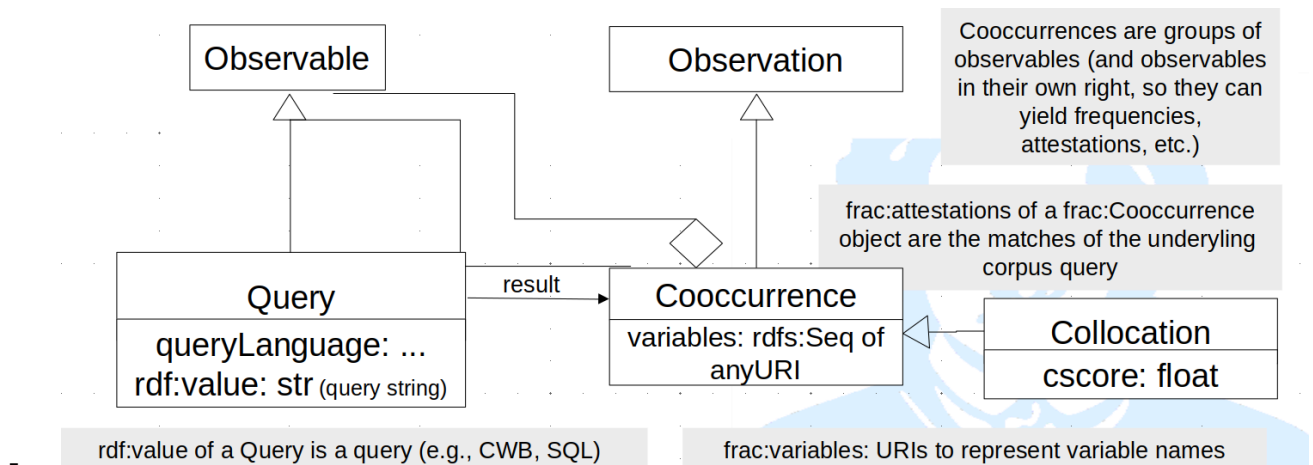 Observable
Observation
Cooccurrences are groups of
observables (and observables
in their own right, so they can
yield frequencies,
attestations, etc.)
frac:attestations of a frac:Cooccurrence
object are the matches of the underyling
corpus query
Query
queryLanguage: ...
rdf:value: str (query string)
result
Cooccurrence
variables: rdfs:Seq of
anyURI
Collocation
cscore: float
rdf:value of a Query is a query (e.g., CWB, SQL)
frac:variables: URIs to represent variable names